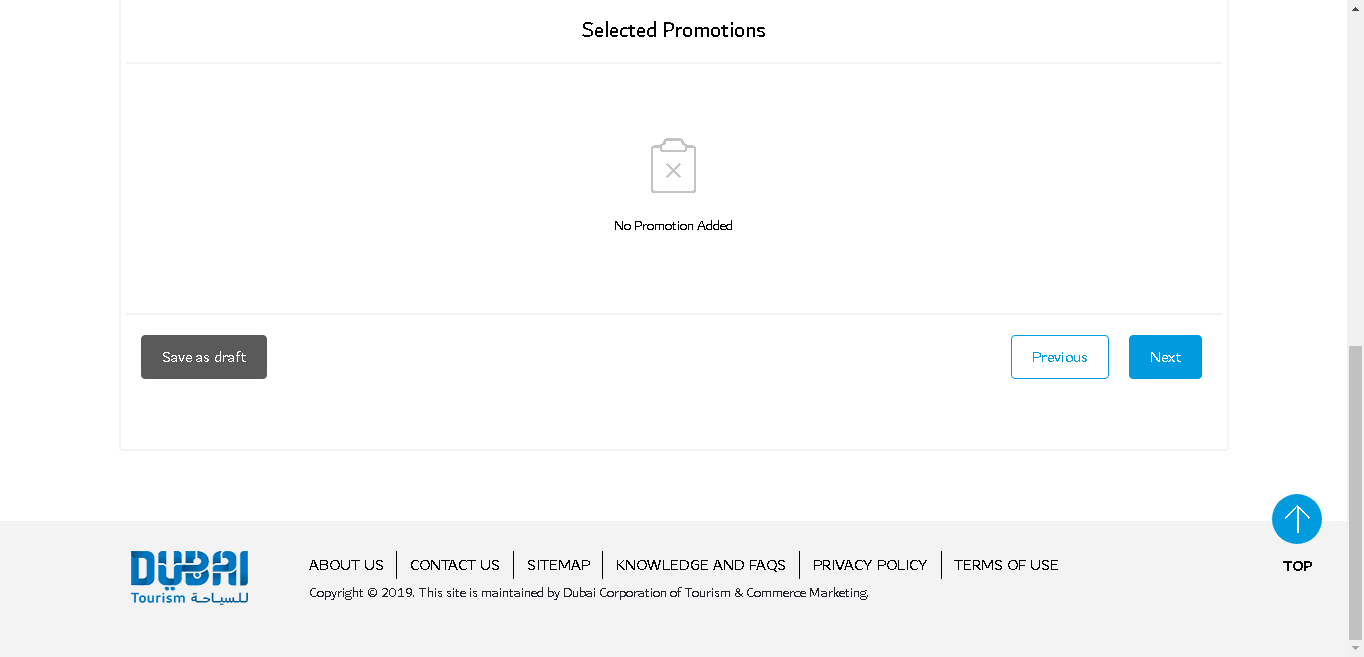 Selected Promotions
No Promotion Added
Save as draft
Previous
Next
DUBAI
Tourism للسياحة
ABOUT US
CONTACT US
SITEMAP
KNOWLEDGE AND FAQS
PRIVACY POLICY
TERMS OF USE
Copyright © 2019. This site is maintained by Dubai Corporation of Tourism & Commerce Marketing.
TOP